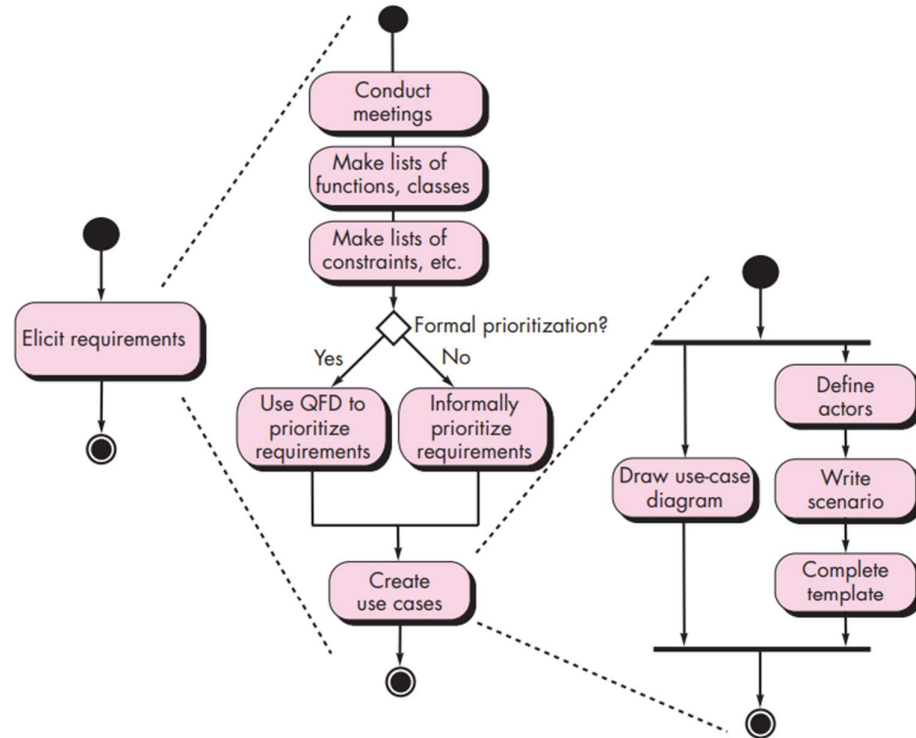 Conduct
meetings
Make lists of
functions, classes
Make lists of
constraints, etc.
Elicit requirements
Formal prioritization?
Yes
No
Use QFD to
prioritize
requirements
Informally
prioritize
requirements
Create
use cases
Draw use-case
diagram
Define
actors
Write
scenario
Complete
template